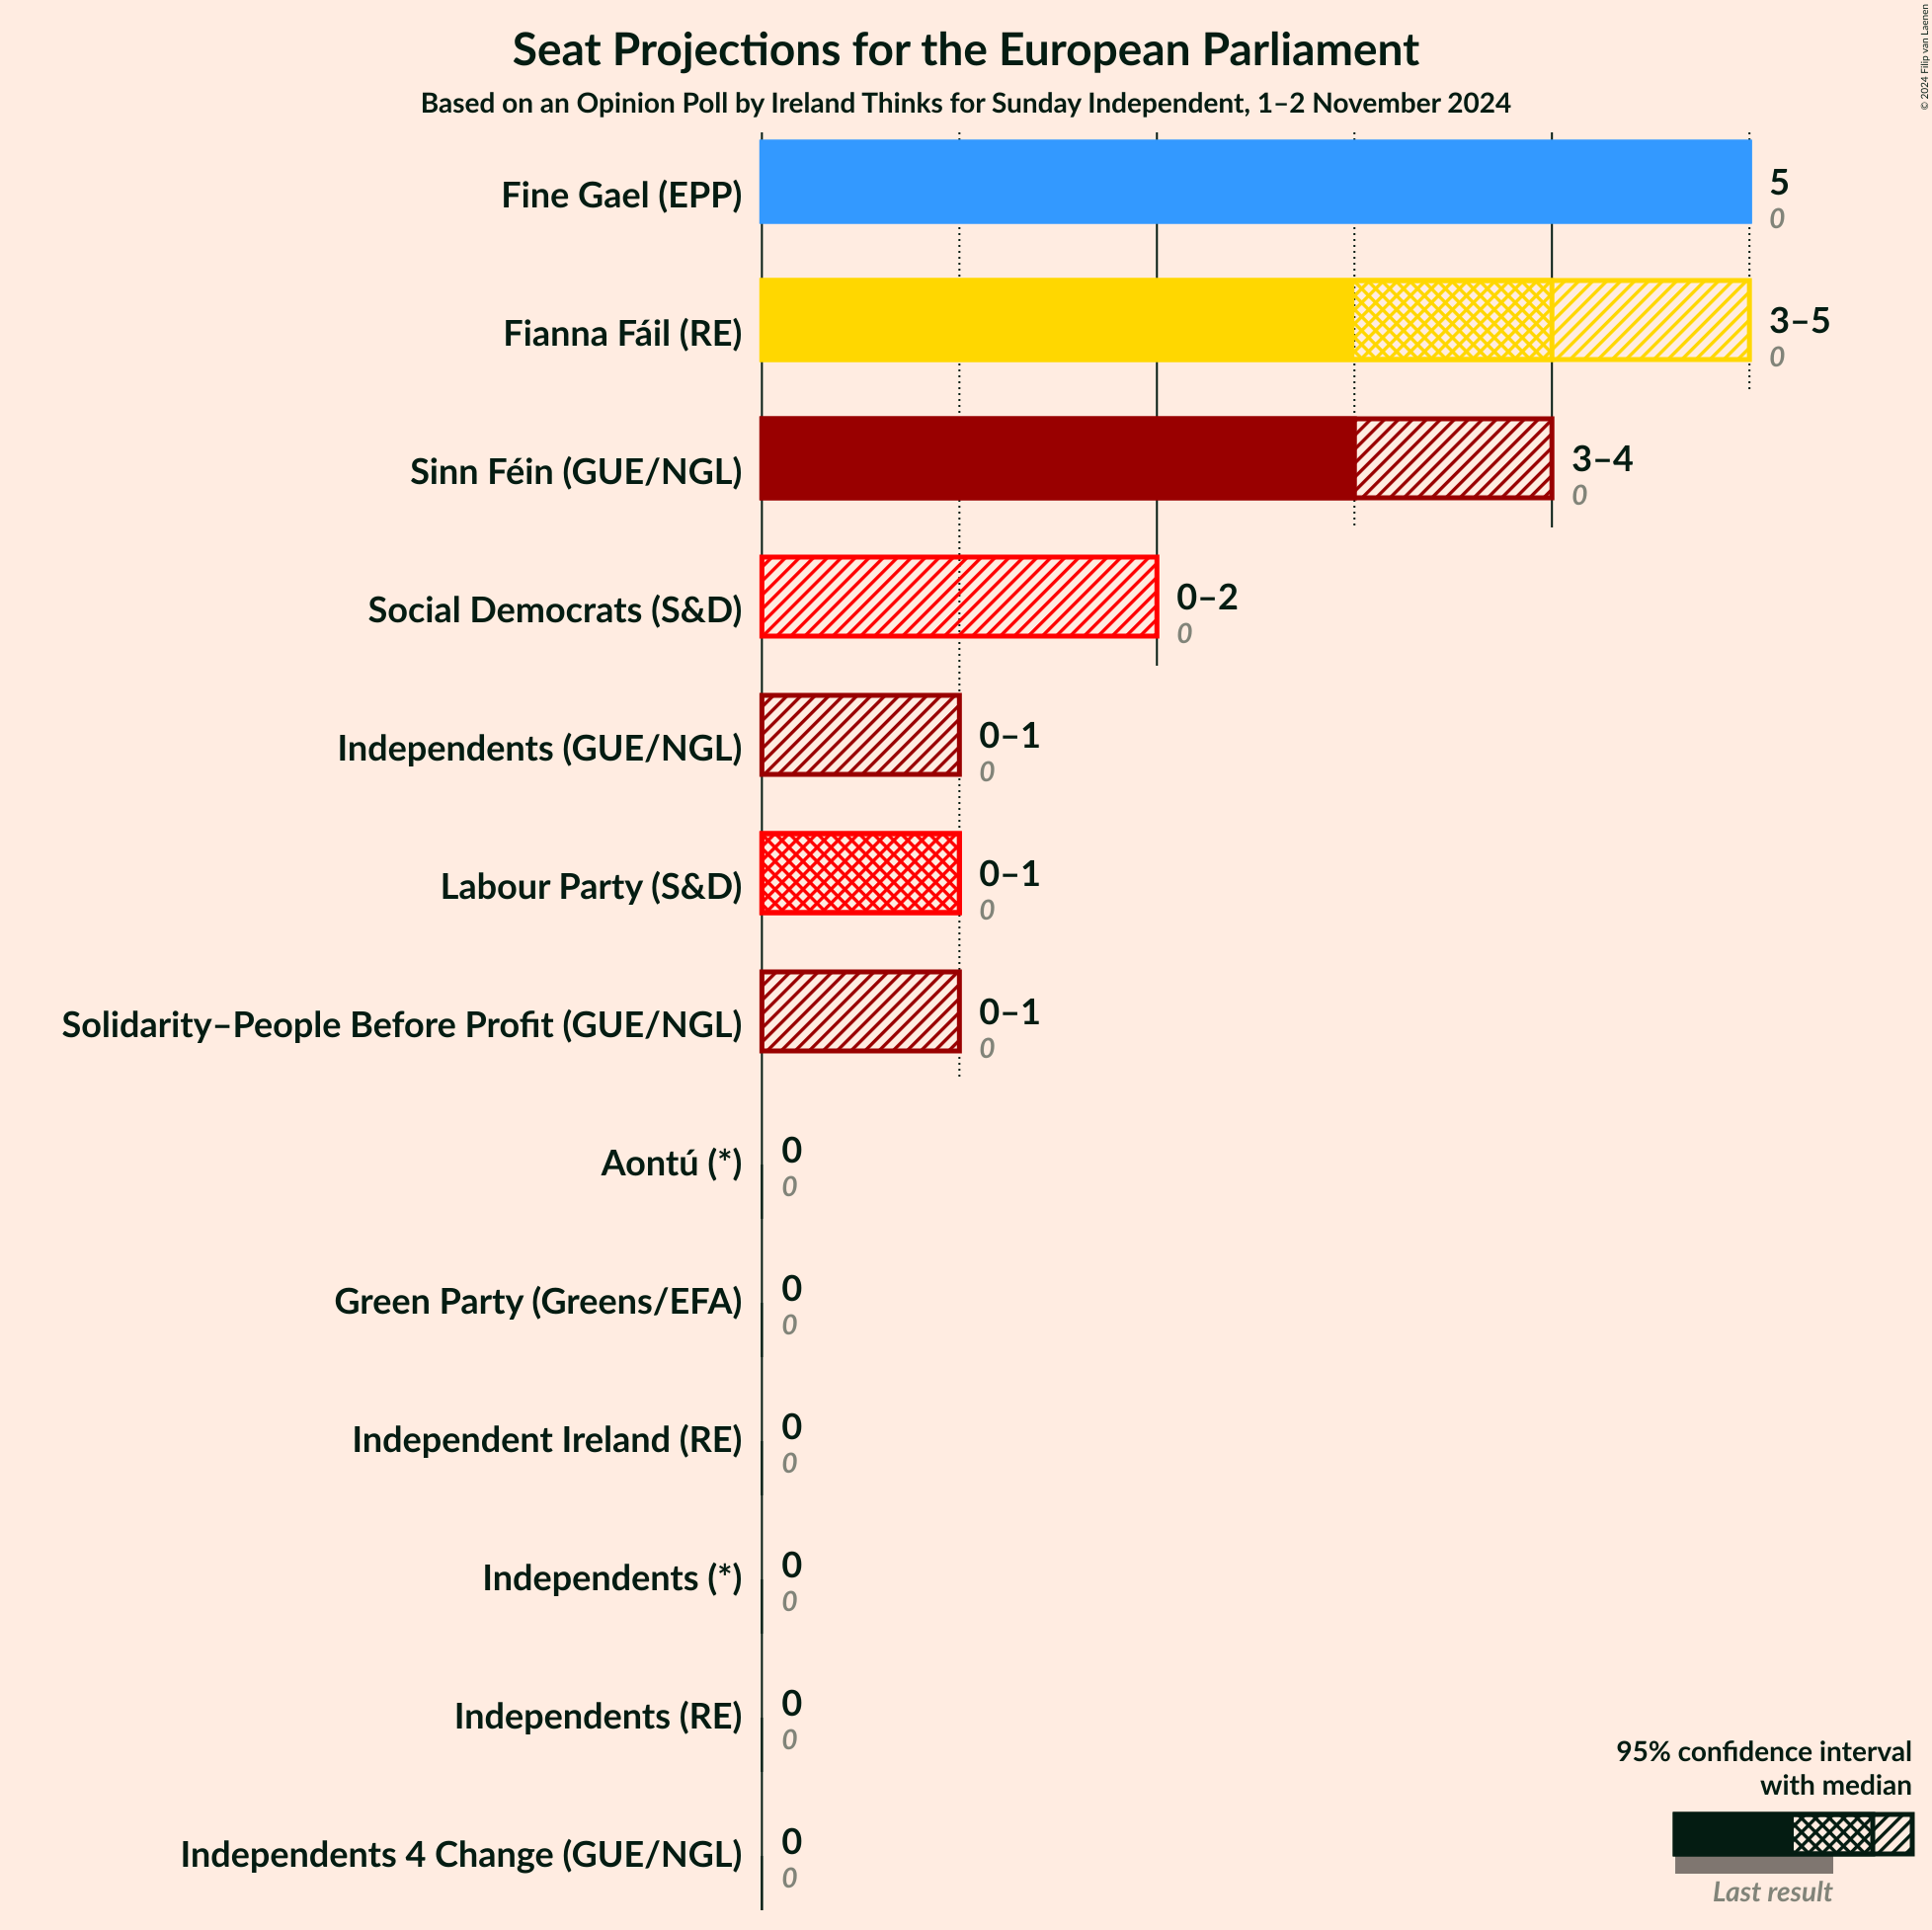 Seat Projections for the European Parliament
Based on an Opinion Poll by Ireland Thinks for Sunday Independent, 1–2 November 2024
© 2024 Filip van Laenen
Fine Gael (EPP)
5
0
Fianna Fáil (RE)
3–5
0
Sinn Féin (GUE/NGL)
3–4
0
Social Democrats (S&D)
0–2
0
Independents (GUE/NGL)
0–1
0
Labour Party (S&D)
0–1
0
Solidarity–People Before Profit (GUE/NGL)
0–1
0
Aontú (*)
0
0
Green Party (Greens/EFA)
0
0
Independent Ireland (RE)
0
0
Independents (*)
0
0
Independents (RE)
0
0
Independents 4 Change (GUE/NGL)
0
0
95% confidence interval
with median
Last result